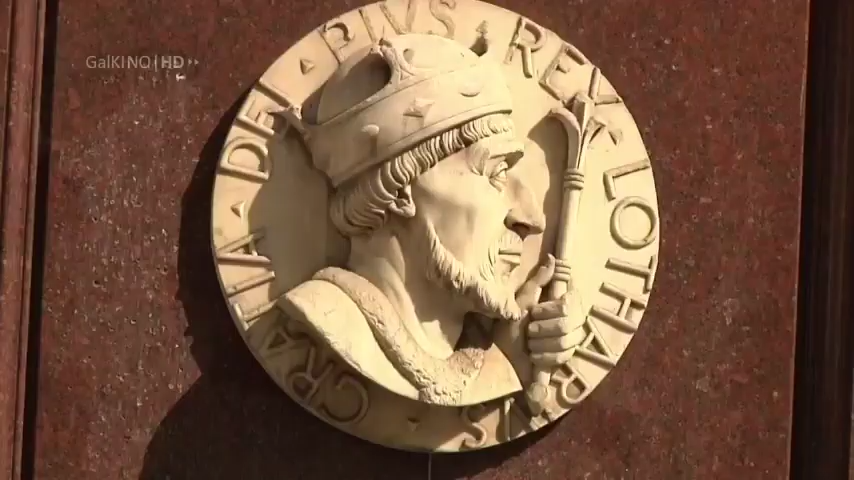 GalKINO|HD
GRATIA · DEI · PIVS REX LOTHARIVS ·